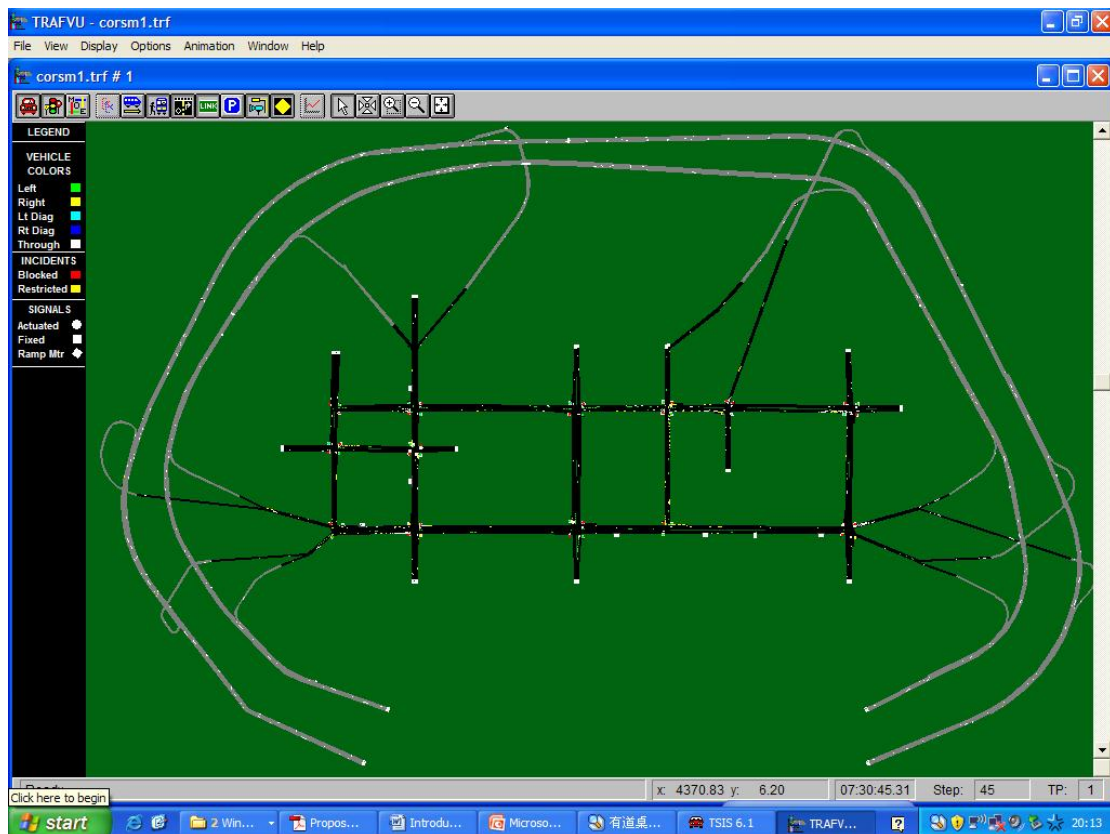 TRAFVU - corsm1.trf
File View Display Options Animation Window Help
corsm1.trf # 1
LINK P
LEGEND
VEHICLE
COLORS
Left
Right
Lt Diag
Rt Diag
Through
INCIDENTS
Blocked
Restricted
SIGNALS
Actuated
Fixed
Ramp Mtr
x: 4370.83 y: 6.20 07:30:45.31 Step: 45 TP: 1
Click here to begin
start 2 Win... Propos... Introdu... Microso... 有道桌... TSIS 6.1 TRAFV... 20:13